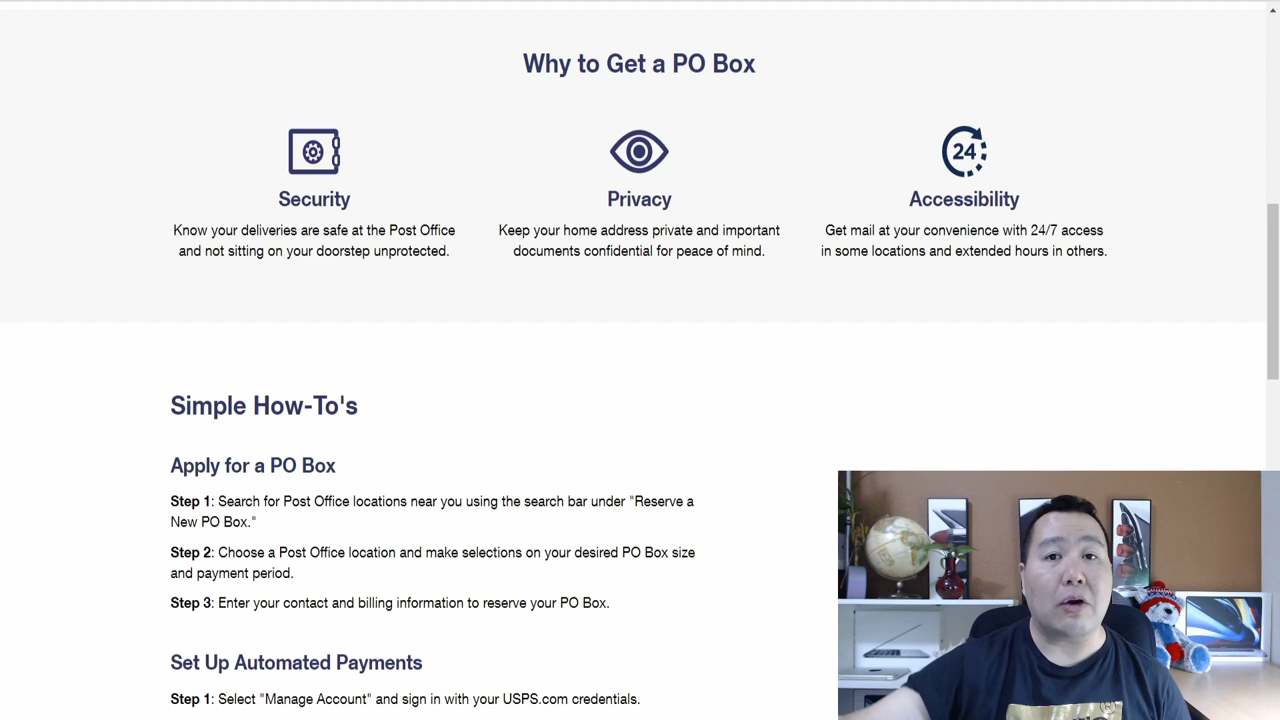 Why to Get a PO Box
24
Security
Privacy
Accessibility
Know your deliveries are safe at the Post Office
and not sitting on your doorstep unprotected.
Keep your home address private and important
documents confidential for peace of mind.
Get mail at your convenience with 24/7 access
in some locations and extended hours in others.
Simple How-To's
Apply for a PO Box
Step 1: Search for Post Office locations near you using the search bar under "Reserve a
New PO Box."
Step 2: Choose a Post Office location and make selections on your desired PO Box size
and payment period.
Step 3: Enter your contact and billing information to reserve your PO Box.
Set Up Automated Payments
Step 1: Select "Manage Account" and sign in with your USPS.com credentials.